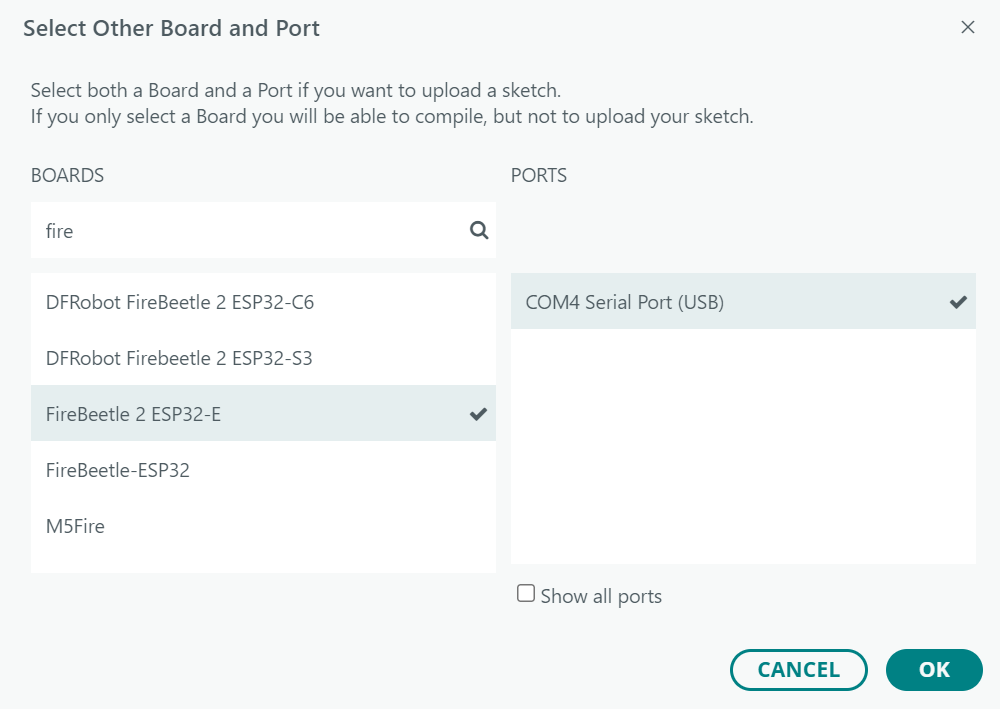 Select Other Board and Port
Select both a Board and a Port if you want to upload a sketch.
If you only select a Board you will be able to compile, but not to upload your sketch.
BOARDS
fire
DFRobot FireBeetle 2 ESP32-C6
DFRobot Firebeetle 2 ESP32-S3
FireBeetle 2 ESP32-E
FireBeetle-ESP32
M5Fire
PORTS
COM4 Serial Port (USB)
Show all ports
CANCEL
OK